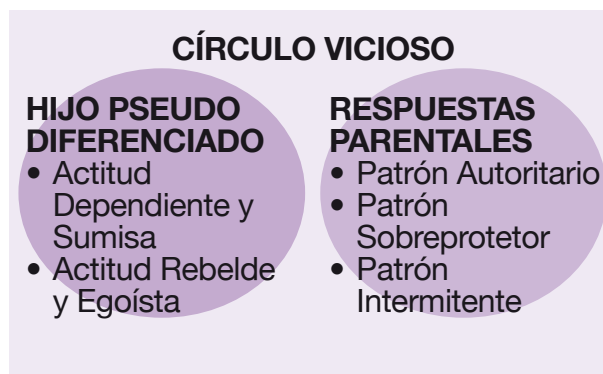 CÍRCULO VICIOSO
HIJO PSEUDO
DIFERENCIADO
• Actitud
Dependiente y
Sumisa
• Actitud Rebelde
y Egoísta
RESPUESTAS
PARENTALES
• Patrón Autoritario
• Patrón
Sobreprotetor
• Patrón
Intermitente